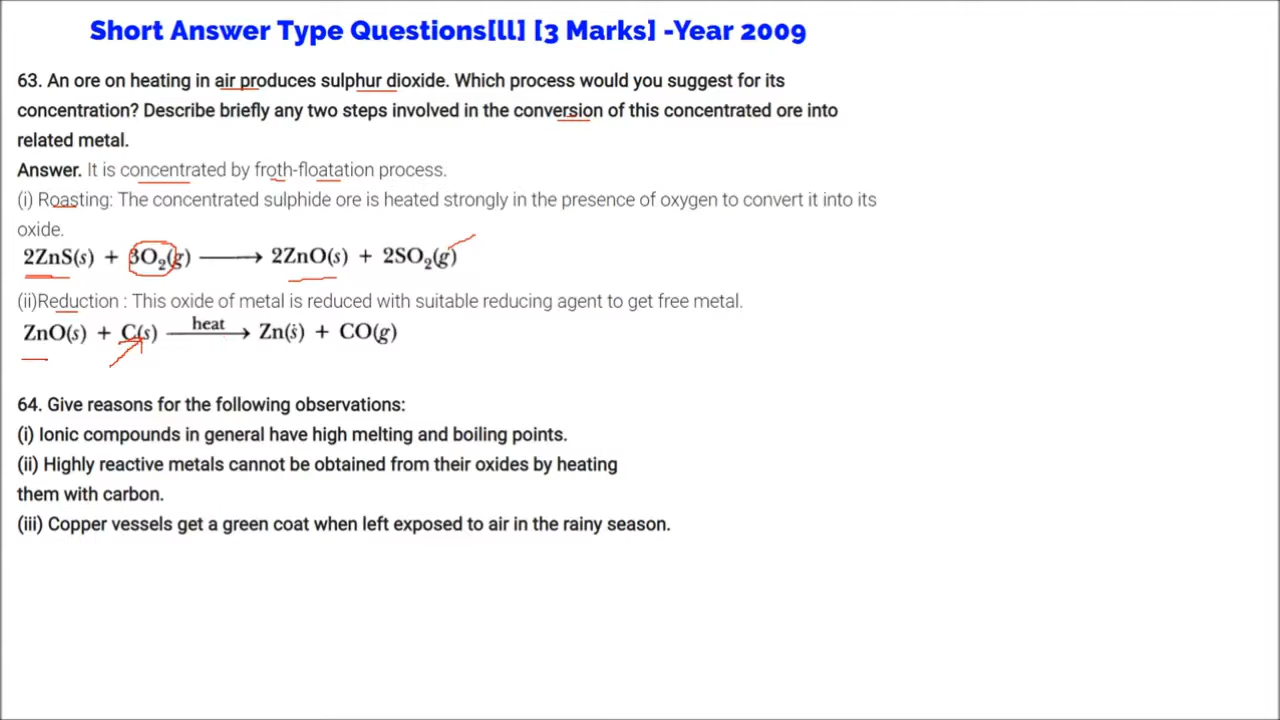 Short Answer Type Questions[ll] [3 Marks] -Year 2009
63. An ore on heating in air produces sulphur dioxide. Which process would you suggest for its
concentration? Describe briefly any two steps involved in the conversion of this concentrated ore into
related metal.
Answer. It is concentrated by froth-floatation process.
(i) Roasting: The concentrated sulphide ore is heated strongly in the presence of oxygen to convert it into its
oxide.
2ZnS(s) + 3O₂(g) ⟶ 2ZnO(s) + 2SO₂(g)
(ii)Reduction : This oxide of metal is reduced with suitable reducing agent to get free metal.
ZnO(s) + C(s) heat⟶ Zn(s) + CO(g)
64. Give reasons for the following observations:
(i) Ionic compounds in general have high melting and boiling points.
(ii) Highly reactive metals cannot be obtained from their oxides by heating
them with carbon.
(iii) Copper vessels get a green coat when left exposed to air in the rainy season.